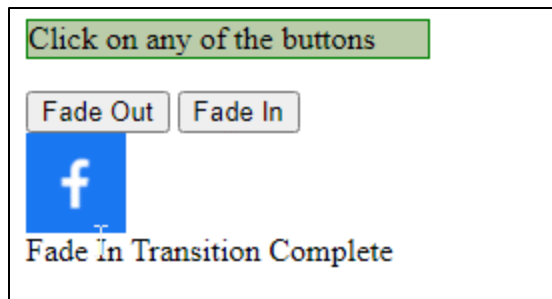 Click on any of the buttons
Fade Out Fade In
f
Fade In Transition Complete